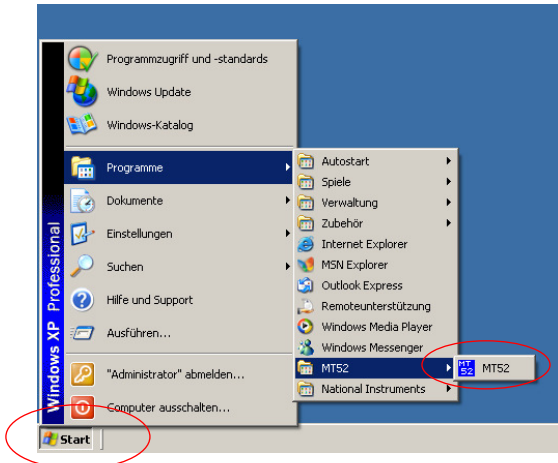 Programmzugriff und -standards
Windows Update
Windows-Katalog
Programme
Dokumente
Einstellungen
Suchen
Hilfe und Support
Ausführen...
"Administrator" abmelden...
Computer ausschalten...
Windows XP Professional
Start
Autostart
Spiele
Verwaltung
Zubehör
Internet Explorer
MSN Explorer
Outlook Express
Remoteunterstützung
Windows Media Player
Windows Messenger
MT52
National Instruments
MT
52
MT52